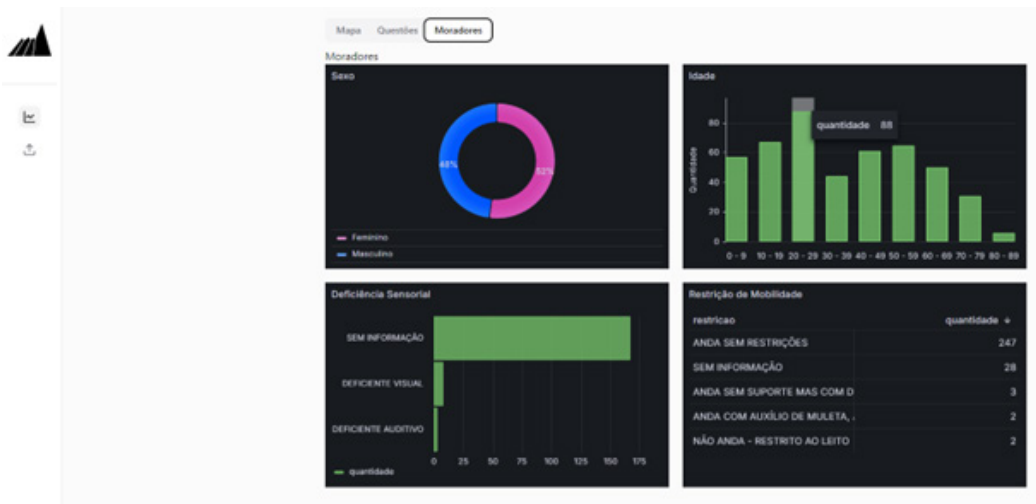 Mapa Questões Moradores
Moradores
Sexo
48%
52%
Feminino
Masculino
Idade
Quantidade
80
60
40
20
0
quantidade 88
0 - 9 10 - 19 20 - 29 30 - 39 40 - 49 50 - 59 60 - 69 70 - 79 80 - 89
Deficiência Sensorial
SEM INFORMAÇÃO
DEFICIENTE VISUAL
DEFICIENTE AUDITIVO
0 25 50 75 100 125 150 175
quantidade
Restrição de Mobilidade
restricao quantidade ↓
ANDA SEM RESTRIÇÕES 247
SEM INFORMAÇÃO 28
ANDA SEM SUPORTE MAS COM D 3
ANDA COM AUXÍLIO DE MULETA, 2
NÃO ANDA - RESTRITO AO LEITO 2